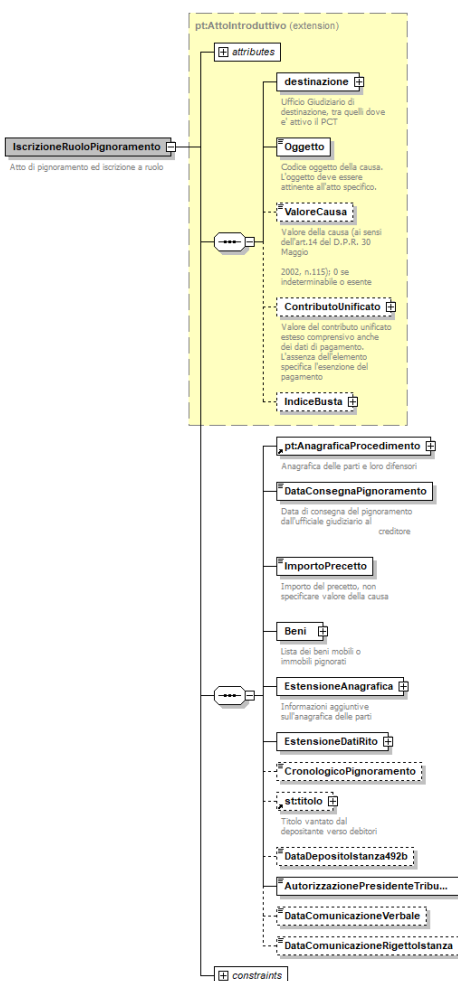 pt:AttoIntroduttivo (extension)
attributes
destinazione
Ufficio Giudiziario di
destinazione, tra quelli dove
e' attivo il PCT
IscrizioneRuoloPignoramento
Atto di pignoramento ed iscrizione a ruolo
Oggetto
Codice oggetto della causa.
L'oggetto deve essere
attinente all'atto specifico.
ValoreCausa
Valore della causa (ai sensi
dell'art.14 del D.P.R. 30
Maggio
2002, n.115); 0 se
indeterminabile o esente
ContributoUnificato
Valore del contributo unificato
esteso comprensivo anche
dei dati di pagamento.
L'assenza dell'elemento
specifica l'esenzione del
pagamento
IndiceBusta
pt:AnagraficaProcedimento
Anagrafica delle parti e loro difensori
DataConsegnaPignoramento
Data di consegna del pignoramento
dall'ufficiale giudiziario al
creditore
ImportoPrecetto
Importo del precetto, non
specificare valore della causa
Beni
Lista dei beni mobili o
immobili pignorati
EstensioneAnagrafica
Informazioni aggiuntive
sull'anagrafica delle parti
EstensioneDatiRito
CronologicoPignoramento
st:titolo
Titolo vantato dal
depositante verso debitori
DataDepositoIstanza492b
AutorizzazionePresidenteTribu...
DataComunicazioneVerbale
DataComunicazioneRigettoIstanza
constraints